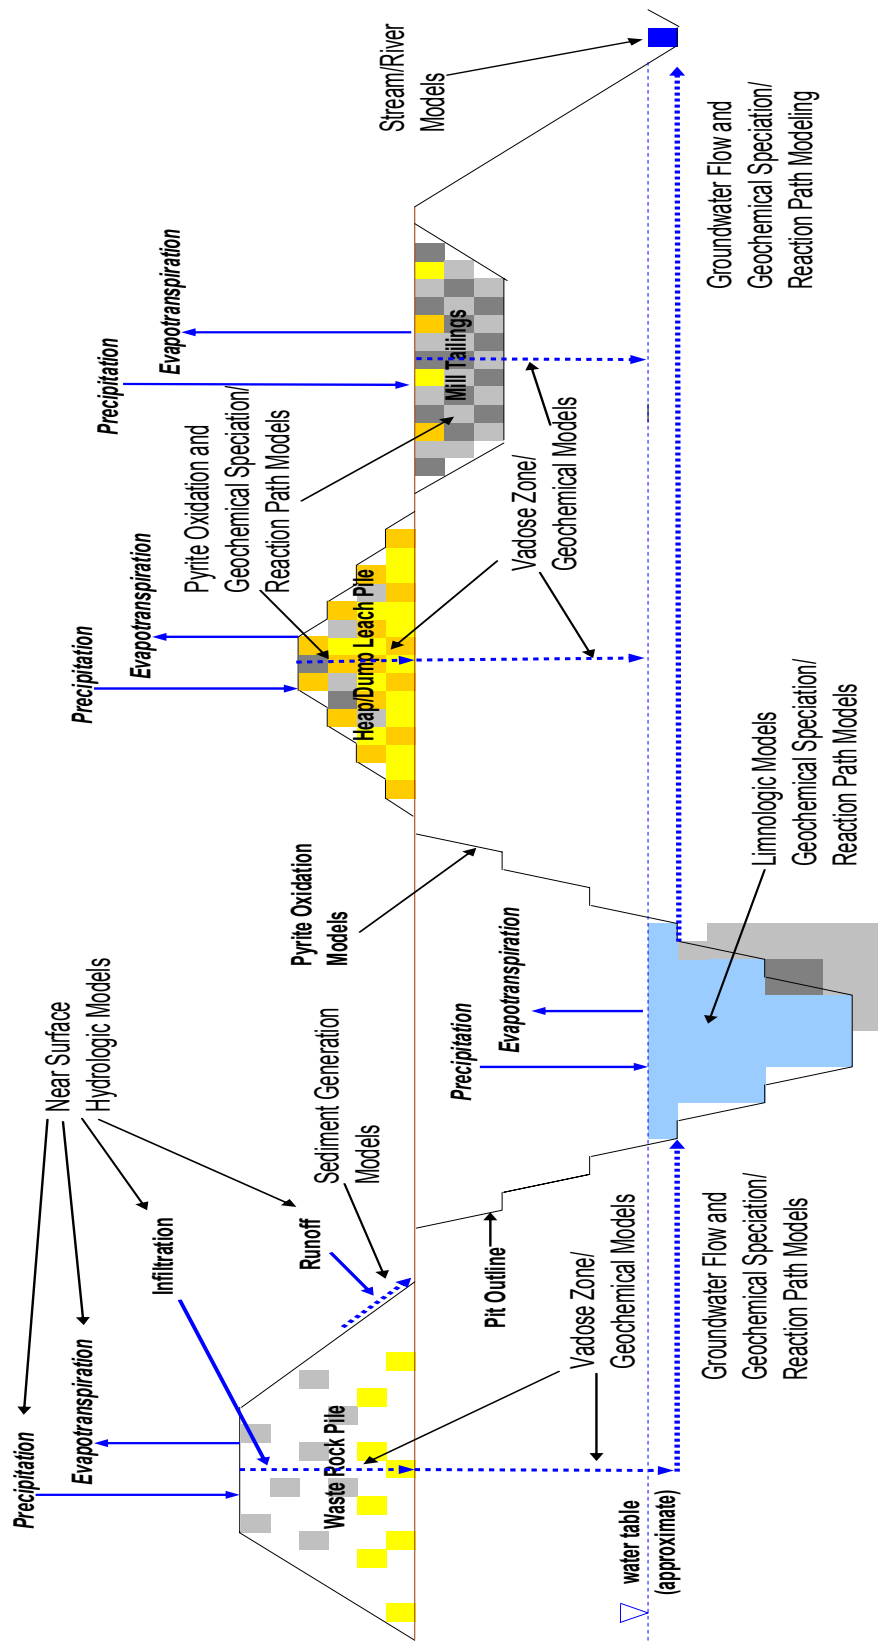 Precipitation
Evapotranspiration
Infiltration
Near Surface
Hydrologic Models
Runoff
Sediment Generation
Models
Waste Rock Pile
Pit Outline
Vadose Zone/
Geochemical Models
water table
(approximate)
Groundwater Flow and
Geochemical Speciation/
Reaction Path Models
Pyrite Oxidation
Models
Precipitation
Evapotranspiration
Limnologic Models
Geochemical Speciation/
Reaction Path Models
Precipitation
Evapotranspiration
Heap/Dump Leach Pile
Pyrite Oxidation and
Geochemical Speciation/
Reaction Path Models
Vadose Zone/
Geochemical Models
Precipitation
Evapotranspiration
Mill Tailings
Stream/River
Models
Groundwater Flow and
Geochemical Speciation/
Reaction Path Modeling